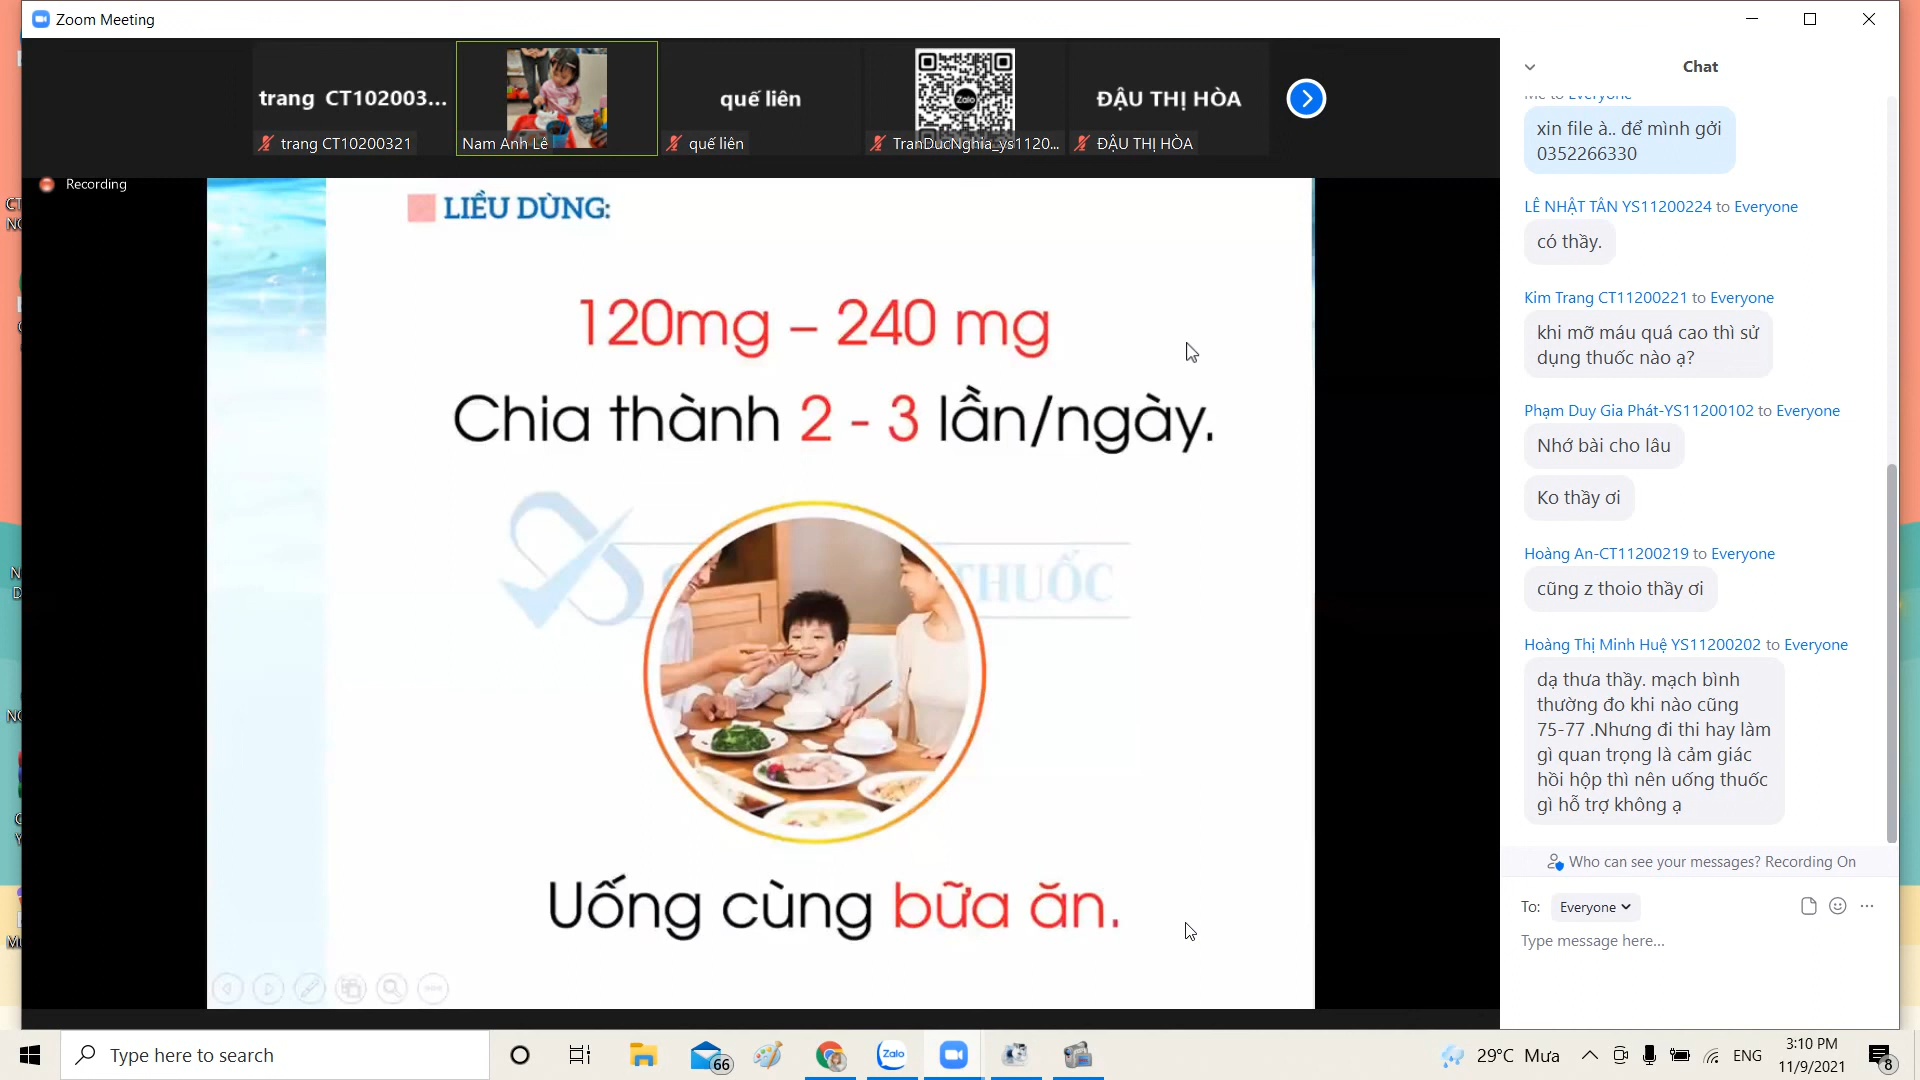 Zoom Meeting
trang CT102003...
quế liên
Zalo
ĐẬU THỊ HÒA
trang CT10200321
Nam Anh Lê
quế liên
TranDucNghia_ys1120...
ĐẬU THỊ HÒA
Recording
LIỀU DÙNG:
120mg – 240 mg
Chia thành 2 - 3 lần/ngày.
THUỐC
Uống cùng bữa ăn.
Chat
Me to Everyone
xin file à.. để mình gởi
0352266330
LÊ NHẬT TÂN YS11200224 to Everyone
có thầy.
Kim Trang CT11200221 to Everyone
khi mỡ máu quá cao thì sử
dụng thuốc nào ạ?
Phạm Duy Gia Phát-YS11200102 to Everyone
Nhớ bài cho lâu
Ko thầy ơi
Hoàng An-CT11200219 to Everyone
cũng z thoio thầy ơi
Hoàng Thị Minh Huệ YS11200202 to Everyone
dạ thưa thầy. mạch bình
thường đo khi nào cũng
75-77 .Nhưng đi thi hay làm
gì quan trọng là cảm giác
hồi hộp thì nên uống thuốc
gì hỗ trợ không ạ
Who can see your messages? Recording On
To: Everyone
Type message here...
Type here to search
66
Zalo
29°C Mưa
ENG
3:10 PM
11/9/2021
8